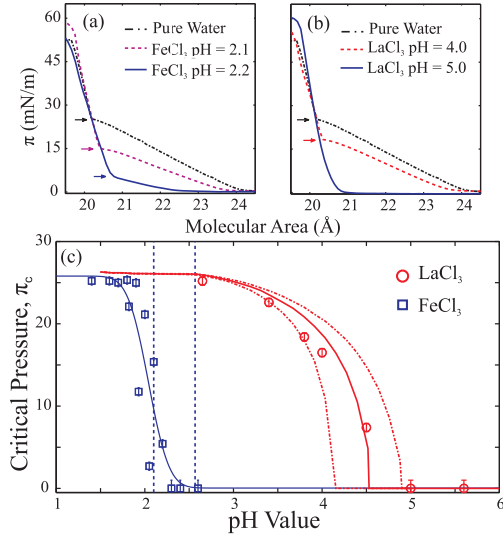 (a)
Pure Water
FeCl3 pH = 2.1
FeCl3 pH = 2.2
(b)
Pure Water
LaCl3 pH = 4.0
LaCl3 pH = 5.0
π (mN/m)
60
45
30
15
0
20 21 22 23 24
20 21 22 23 24
Molecular Area (Å)
(c)
LaCl3
FeCl3
Critical Pressure, πc
30
20
10
0
1 2 3 4 5 6
pH Value